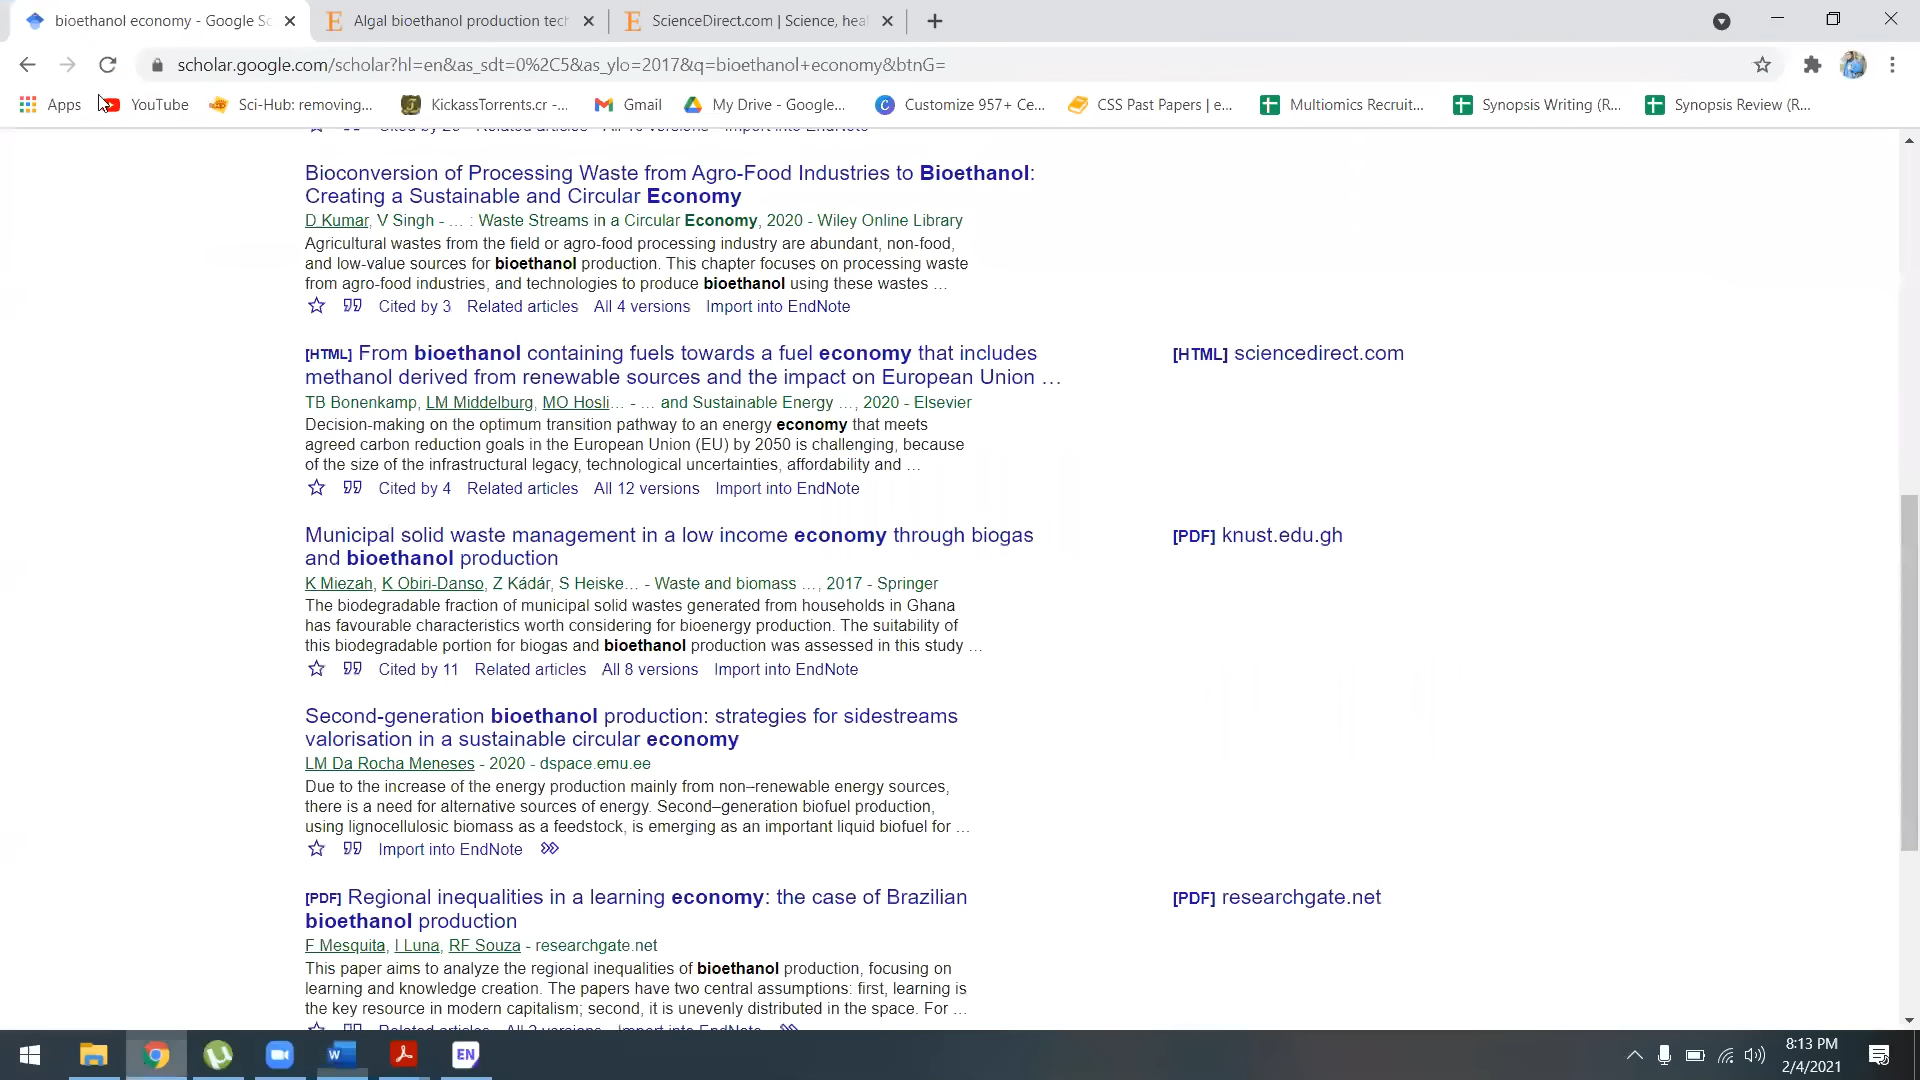 bioethanol economy - Google Sc
Algal bioethanol production tech
ScienceDirect.com | Science, heal
scholar.google.com/scholar?hl=en&as_sdt=0%2C5&as_ylo=2017&q=bioethanol+economy&btnG=
Apps
YouTube
Sci-Hub: removing...
KickassTorrents.cr -...
Gmail
My Drive - Google...
Customize 957+ Ce...
CSS Past Papers | e...
Multiomics Recruit...
Synopsis Writing (R...
Synopsis Review (R...
Bioconversion of Processing Waste from Agro-Food Industries to Bioethanol:
Creating a Sustainable and Circular Economy
D Kumar, V Singh - … : Waste Streams in a Circular Economy, 2020 - Wiley Online Library
Agricultural wastes from the field or agro-food processing industry are abundant, non-food,
and low-value sources for bioethanol production. This chapter focuses on processing waste
from agro-food industries, and technologies to produce bioethanol using these wastes …
Cited by 3 Related articles All 4 versions Import into EndNote
[HTML] From bioethanol containing fuels towards a fuel economy that includes
methanol derived from renewable sources and the impact on European Union …
[HTML] sciencedirect.com
TB Bonenkamp, LM Middelburg, MO Hosli… - … and Sustainable Energy …, 2020 - Elsevier
Decision-making on the optimum transition pathway to an energy economy that meets
agreed carbon reduction goals in the European Union (EU) by 2050 is challenging, because
of the size of the infrastructural legacy, technological uncertainties, affordability and …
Cited by 4 Related articles All 12 versions Import into EndNote
Municipal solid waste management in a low income economy through biogas
and bioethanol production
[PDF] knust.edu.gh
K Miezah, K Obiri-Danso, Z Kádár, S Heiske… - Waste and biomass …, 2017 - Springer
The biodegradable fraction of municipal solid wastes generated from households in Ghana
has favourable characteristics worth considering for bioenergy production. The suitability of
this biodegradable portion for biogas and bioethanol production was assessed in this study …
Cited by 11 Related articles All 8 versions Import into EndNote
Second-generation bioethanol production: strategies for sidestreams
valorisation in a sustainable circular economy
LM Da Rocha Meneses - 2020 - dspace.emu.ee
Due to the increase of the energy production mainly from non–renewable energy sources,
there is a need for alternative sources of energy. Second–generation biofuel production,
using lignocellulosic biomass as a feedstock, is emerging as an important liquid biofuel for …
Import into EndNote
[PDF] Regional inequalities in a learning economy: the case of Brazilian
bioethanol production
[PDF] researchgate.net
F Mesquita, I Luna, RF Souza - researchgate.net
This paper aims to analyze the regional inequalities of bioethanol production, focusing on
learning and knowledge creation. The papers have two central assumptions: first, learning is
the key resource in modern capitalism; second, it is unevenly distributed in the space. For …
Related articles All 2 versions Import into EndNote
EN
8:13 PM
2/4/2021